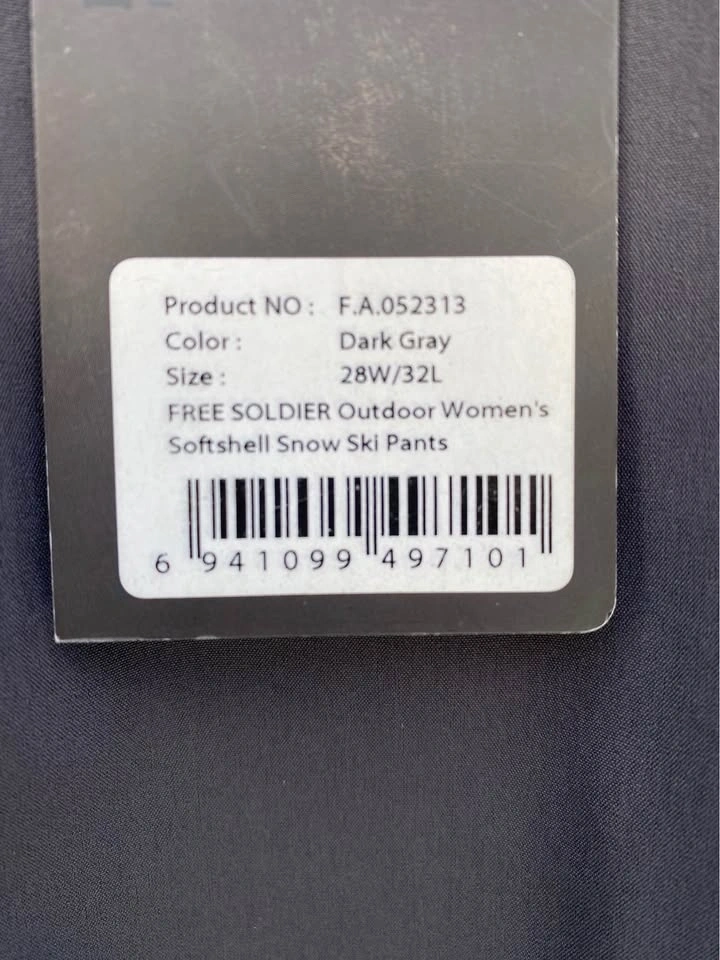 Product NO : F.A.052313
Color : Dark Gray
Size : 28W/32L
FREE SOLDIER Outdoor Women's
Softshell Snow Ski Pants
6 941099 497101